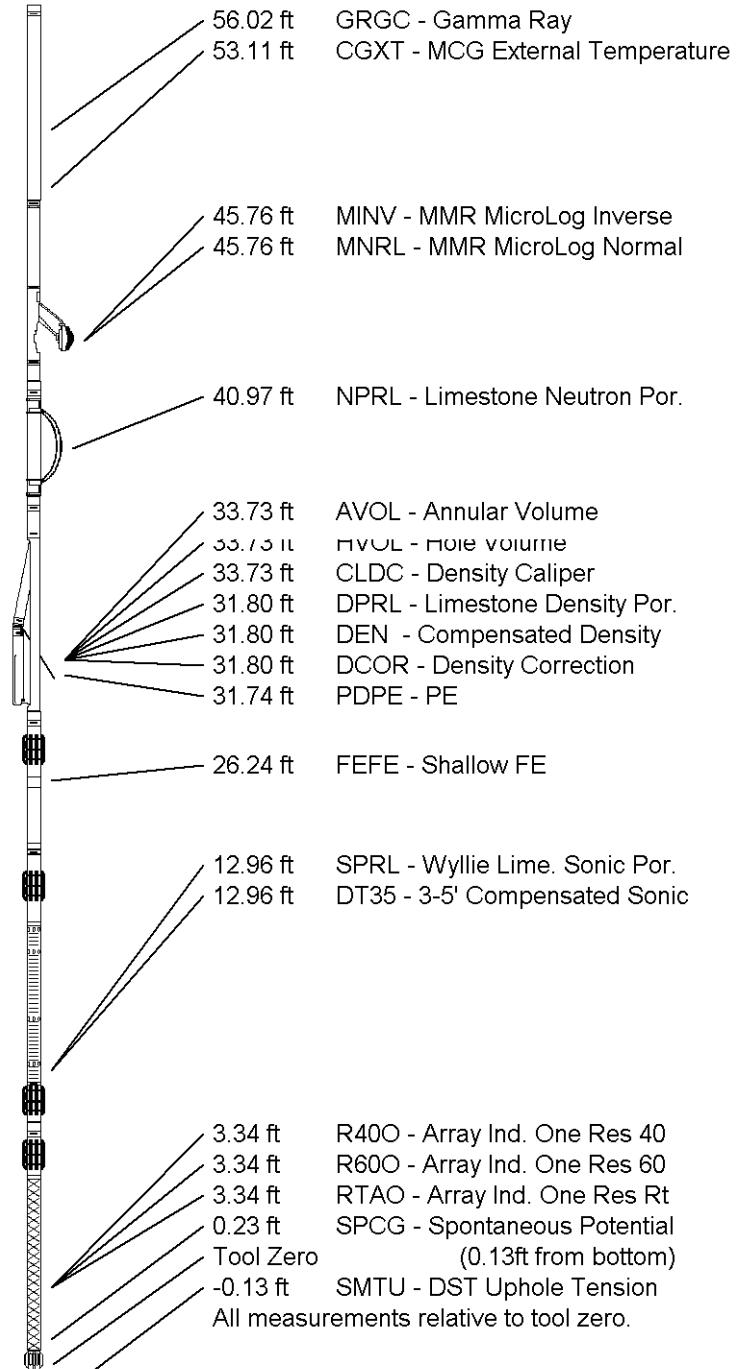 56.02 ft GRGC - Gamma Ray
53.11 ft CGXT - MCG External Temperature
45.76 ft MINV - MMR MicroLog Inverse
45.76 ft MNRL - MMR MicroLog Normal
40.97 ft NPRL - Limestone Neutron Por.
33.73 ft AVOL - Annular Volume
33.73 ft HVOL - Hole Volume
33.73 ft CLDC - Density Caliper
31.80 ft DPRL - Limestone Density Por.
31.80 ft DEN - Compensated Density
31.80 ft DCOR - Density Correction
31.74 ft PDPE - PE
26.24 ft FEFE - Shallow FE
12.96 ft SPRL - Wyllie Lime. Sonic Por.
12.96 ft DT35 - 3-5' Compensated Sonic
3.34 ft R40O - Array Ind. One Res 40
3.34 ft R60O - Array Ind. One Res 60
3.34 ft RTAO - Array Ind. One Res Rt
0.23 ft SPCG - Spontaneous Potential
Tool Zero (0.13ft from bottom)
-0.13 ft SMTU - DST Uphole Tension
All measurements relative to tool zero.